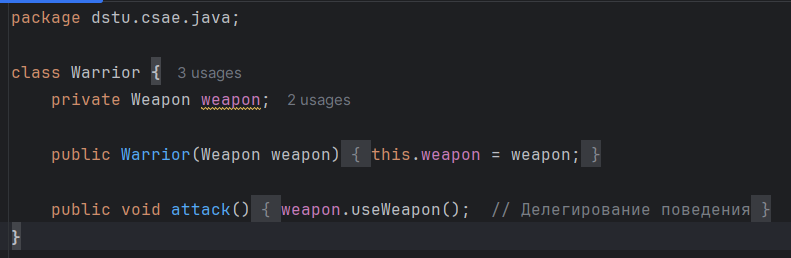 package dstu.csae.java;
class Warrior { 3 usages
private Weapon weapon; 2 usages
public Warrior(Weapon weapon) { this.weapon = weapon; }
public void attack() { weapon.useWeapon(); // Делегирование поведения }
}